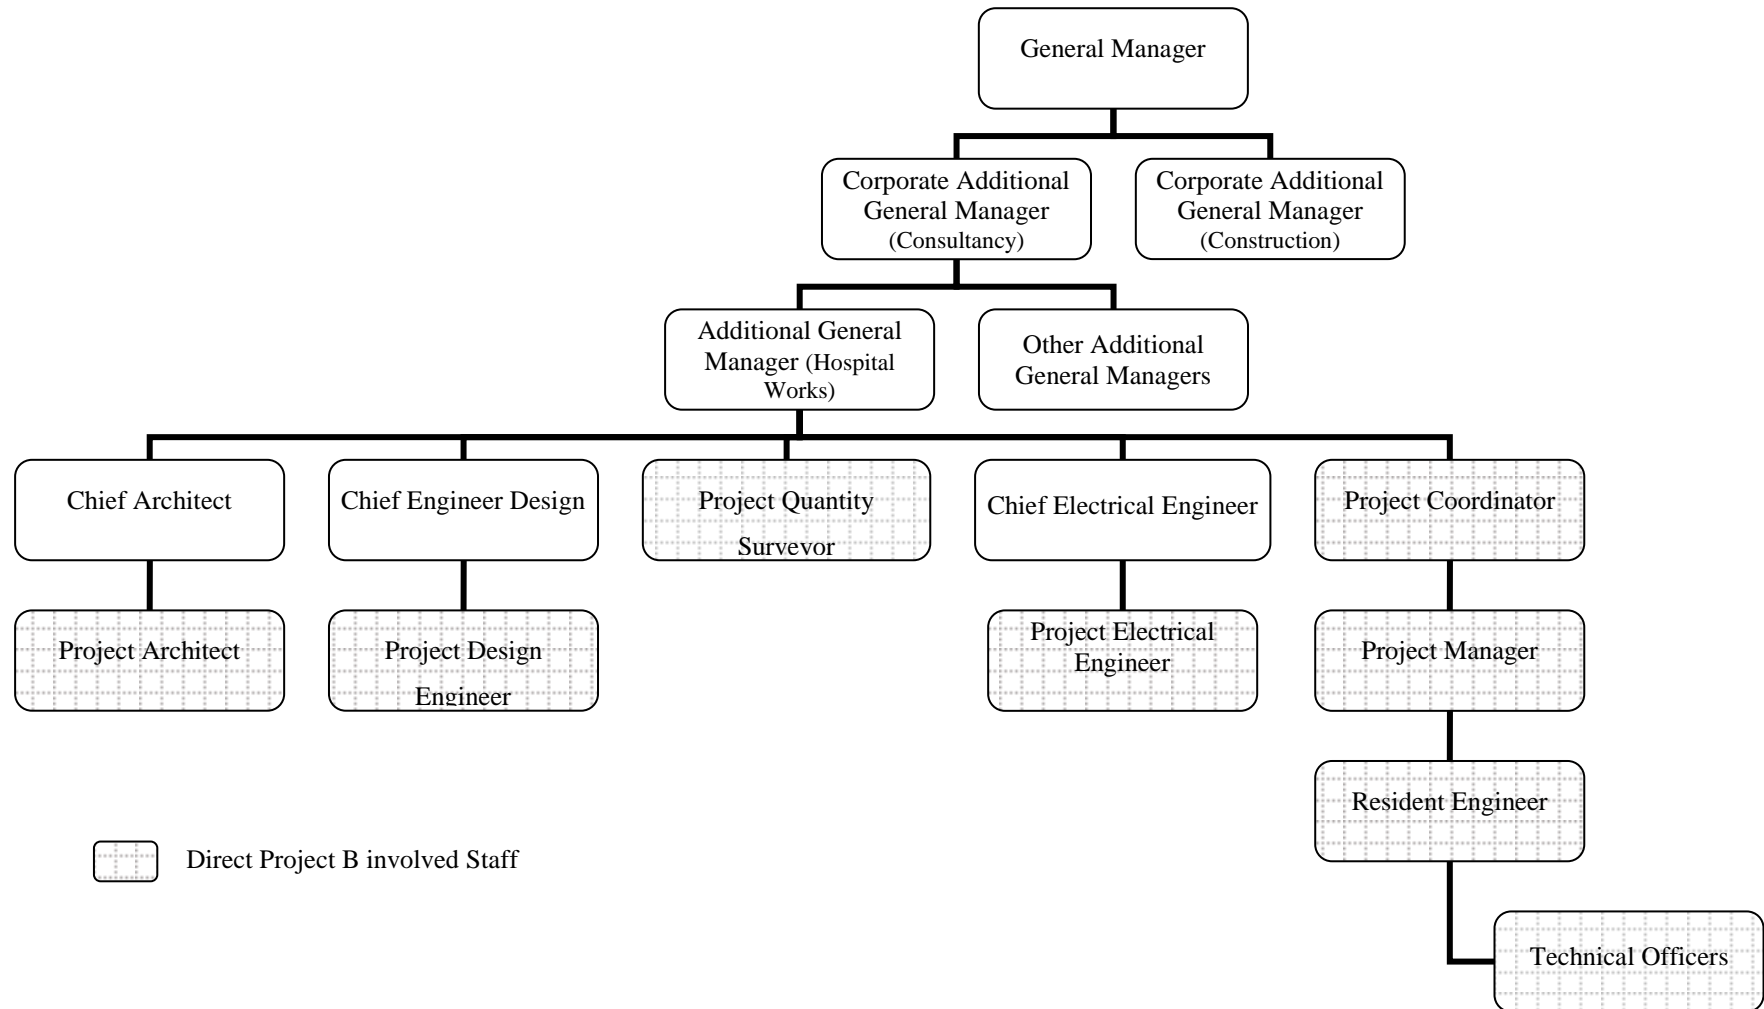 General Manager
Corporate Additional
General Manager
(Consultancy)
Corporate Additional
General Manager
(Construction)
Additional General
Manager (Hospital
Works)
Other Additional
General Managers
Chief Architect
Chief Engineer Design
Project Quantity
Surveyor
Chief Electrical Engineer
Project Coordinator
Project Architect
Project Design
Engineer
Project Electrical
Engineer
Project Manager
Resident Engineer
Direct Project B involved Staff
Technical Officers